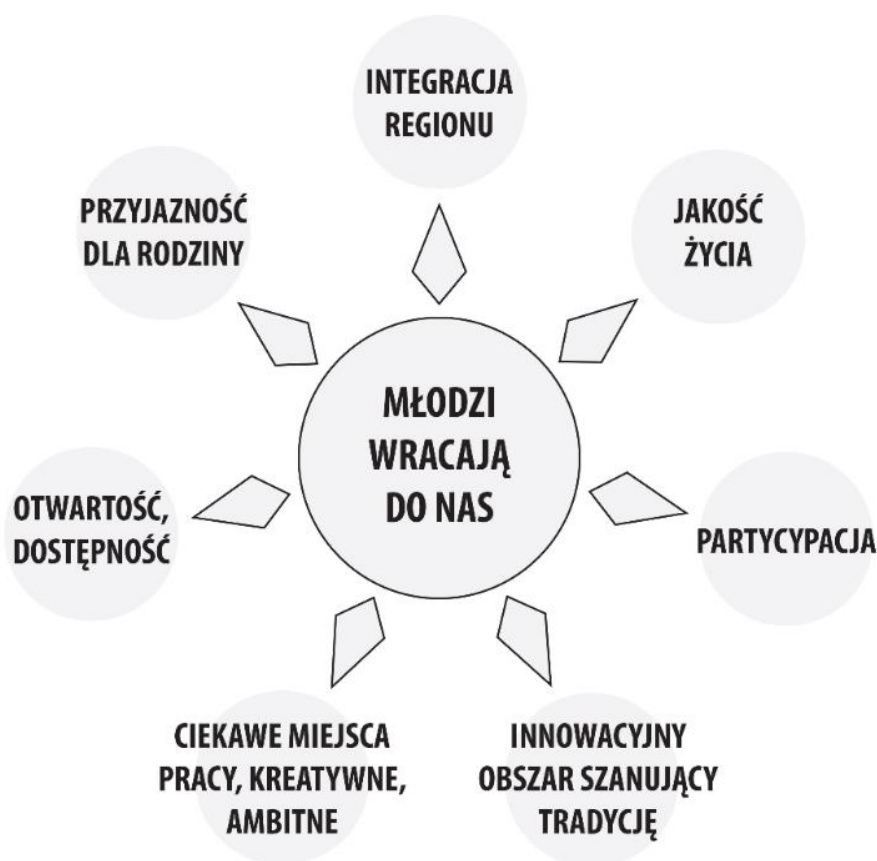 INTEGRACJA
REGIONU
JAKOŚĆ
ŻYCIA
PARTYCYPACJA
INNOWACYJNY
OBSZAR SZANUJĄCY
TRADYCJĘ
CIEKAWE MIEJSCA
PRACY, KREATYWNE,
AMBITNE
OTWARTOŚĆ,
DOSTĘPNOŚĆ
PRZYJAZNOŚĆ
DLA RODZINY
MŁODZI
WRACAJĄ
DO NAS